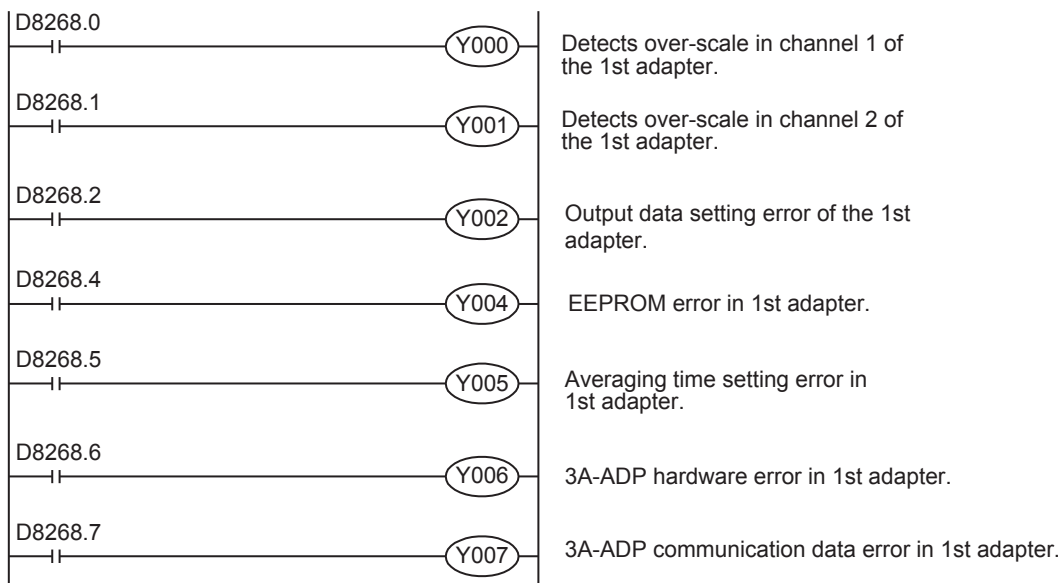 D8268.0
Y000
Detects over-scale in channel 1 of
the 1st adapter.
D8268.1
Y001
Detects over-scale in channel 2 of
the 1st adapter.
D8268.2
Y002
Output data setting error of the 1st
adapter.
D8268.4
Y004
EEPROM error in 1st adapter.
D8268.5
Y005
Averaging time setting error in
1st adapter.
D8268.6
Y006
3A-ADP hardware error in 1st adapter.
D8268.7
Y007
3A-ADP communication data error in 1st adapter.